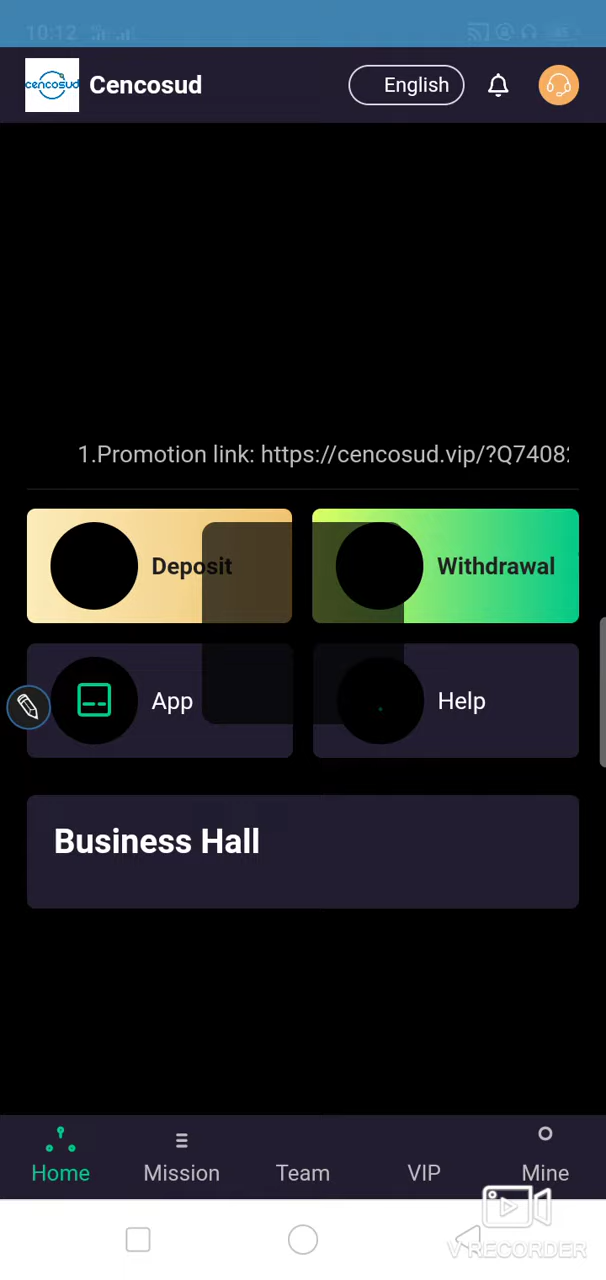 10:12
cencosud
Cencosud
English
1.Promotion link: https://cencosud.vip/?Q7408
Deposit
Withdrawal
App
Help
Business Hall
Home
Mission
Team
VIP
Mine
V RECORDER